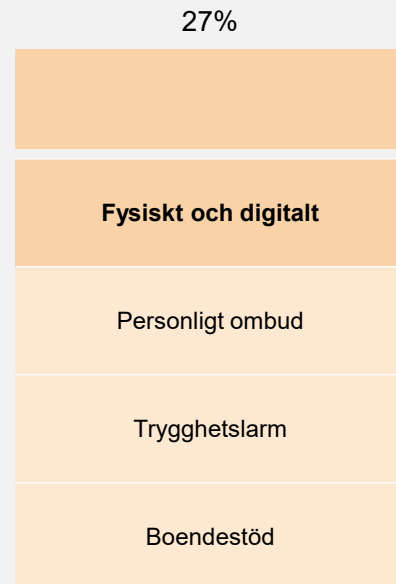 27%
Fysiskt och digitalt
Personligt ombud
Trygghetslarm
Boendestöd